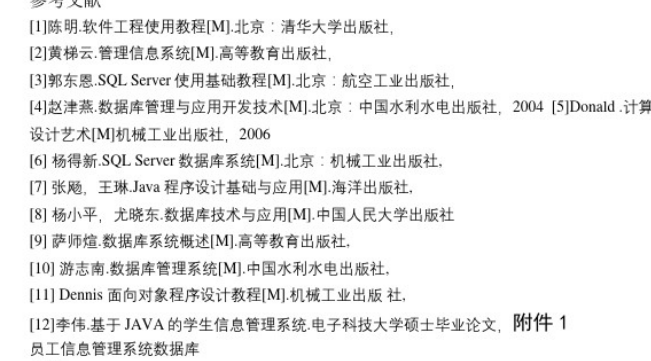 参考文献
[1]陈明.软件工程使用教程[M].北京：清华大学出版社,
[2]黄梯云.管理信息系统[M].高等教育出版社,
[3]郭东恩.SQL Server 使用基础教程[M].北京：航空工业出版社,
[4]赵津燕.数据库管理与应用开发技术[M].北京：中国水利水电出版社，2004 [5]Donald .计算
设计艺术[M]机械工业出版社，2006
[6] 杨得新.SQL Server 数据库系统[M].北京：机械工业出版社,
[7] 张飏，王琳.Java 程序设计基础与应用[M].海洋出版社,
[8] 杨小平，尤晓东.数据库技术与应用[M].中国人民大学出版社
[9] 萨师煊.数据库系统概述[M].高等教育出版社,
[10] 游志南.数据库管理系统[M].中国水利水电出版社,
[11] Dennis 面向对象程序设计教程[M].机械工业出版 社,
[12]李伟.基于 JAVA 的学生信息管理系统.电子科技大学硕士毕业论文，附件 1
员工信息管理系统数据库